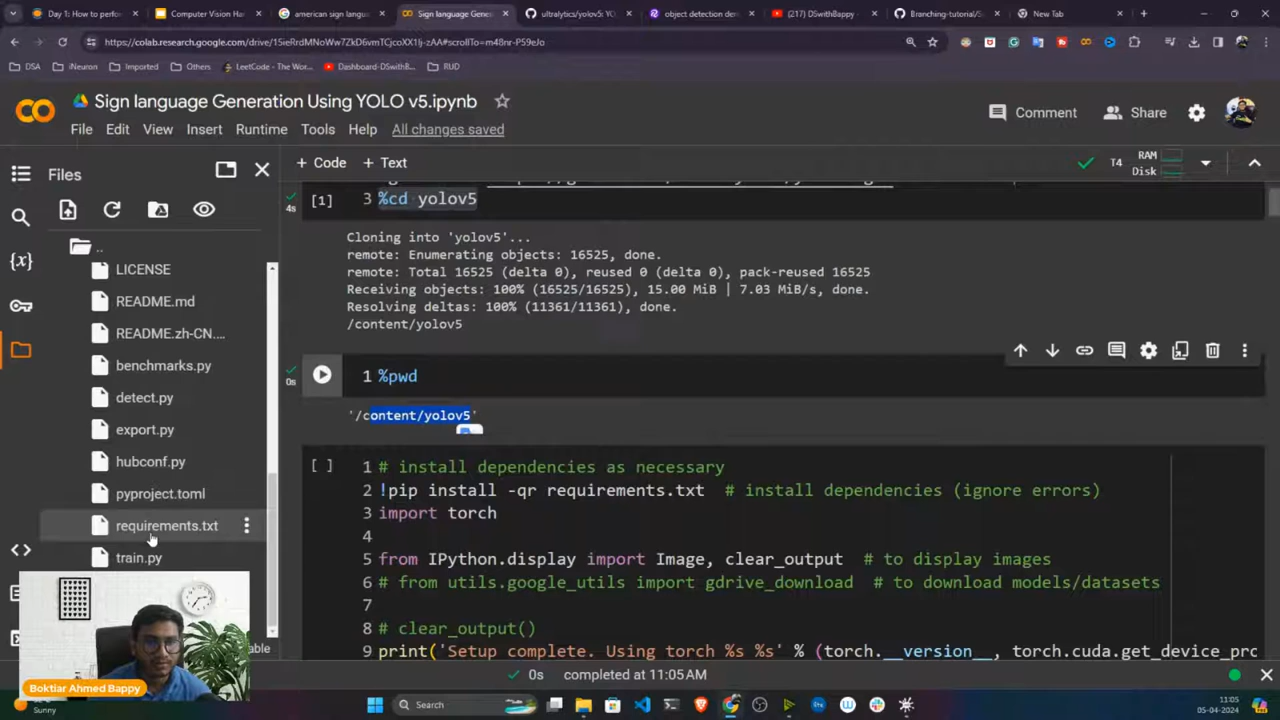 Day 1: How to perfor
Computer Vision Han
american sign langu
Sign language Gener
ultralytics/yolov5: Y
object detection dem
(217) DSwithBappy
Branching-tutorial/S
New Tab
https://colab.research.google.com/drive/15ieRrdMNoWw7ZkD6vmTCjcoXX1lj-zAA#scrollTo=m48nr-P59eJo
DSA
iNeuron
Imported
Others
LeetCode - The Wor...
Dashboard-DSwithB...
RUD
Sign language Generation Using YOLO v5.ipynb
Comment
Share
File Edit View Insert Runtime Tools Help All changes saved
Files
+ Code + Text
T4
RAM
Disk
..
LICENSE
README.md
README.zh-CN....
benchmarks.py
detect.py
export.py
hubconf.py
pyproject.toml
requirements.txt
train.py
4s
[1]
3 %cd yolov5
Cloning into 'yolov5'...
remote: Enumerating objects: 16525, done.
remote: Total 16525 (delta 0), reused 0 (delta 0), pack-reused 16525
Receiving objects: 100% (16525/16525), 15.00 MiB | 7.03 MiB/s, done.
Resolving deltas: 100% (11361/11361), done.
/content/yolov5
0s
1 %pwd
'/content/yolov5'
[ ]
1 # install dependencies as necessary
2 !pip install -qr requirements.txt # install dependencies (ignore errors)
3 import torch
4
5 from IPython.display import Image, clear_output # to display images
6 # from utils.google_utils import gdrive_download # to download models/datasets
7
8 # clear_output()
9 print('Setup complete. Using torch %s %s' % (torch.__version__, torch.cuda.get_device_pro
0s completed at 11:05 AM
Boktiar Ahmed Bappy
Sunny
Search
11:05
05-04-2024